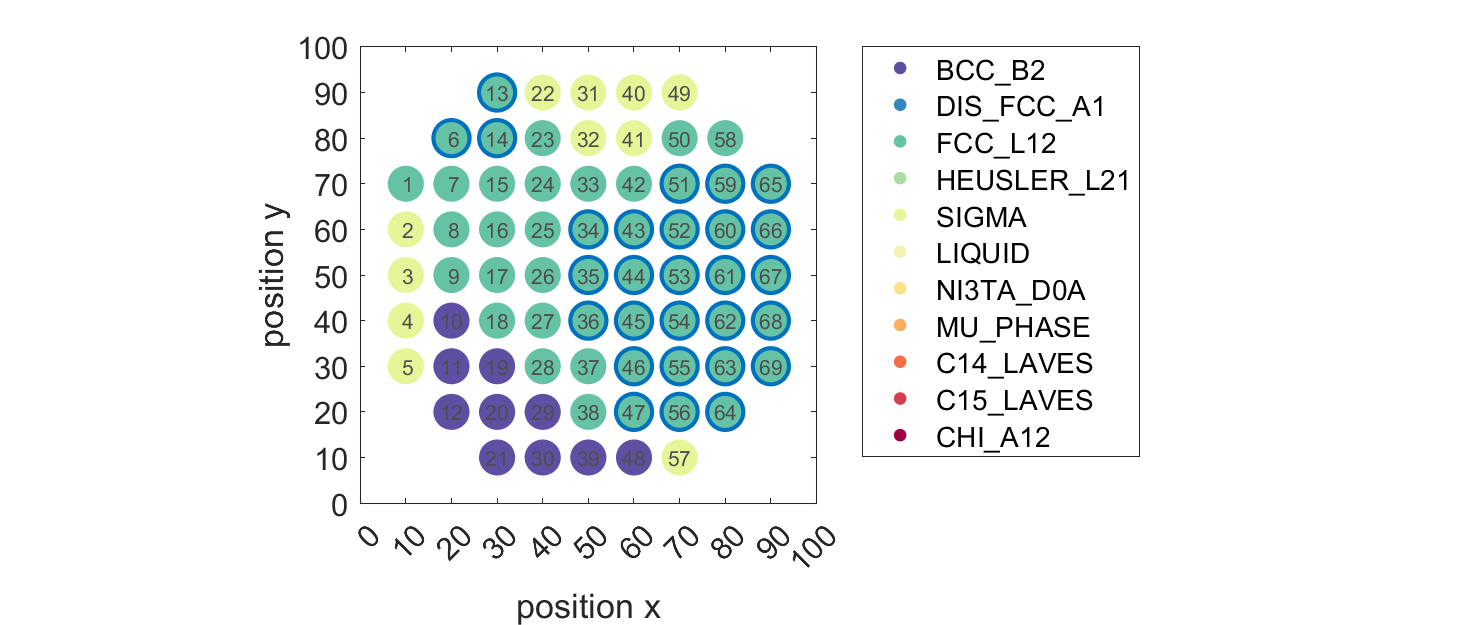 100
90
80
70
60
50
40
30
20
10
0
position y
13 22 31 40 49
6 14 23 32 41 50 58
1 7 15 24 33 42 51 59 65
2 8 16 25 34 43 52 60 66
3 9 17 26 35 44 53 61 67
4 10 18 27 36 45 54 62 68
5 11 19 28 37 46 55 63 69
12 20 29 38 47 56 64
21 30 39 48 57
0 10 20 30 40 50 60 70 80 90 100
position x
BCC_B2
DIS_FCC_A1
FCC_L12
HEUSLER_L21
SIGMA
LIQUID
NI3TA_D0A
MU_PHASE
C14_LAVES
C15_LAVES
CHI_A12